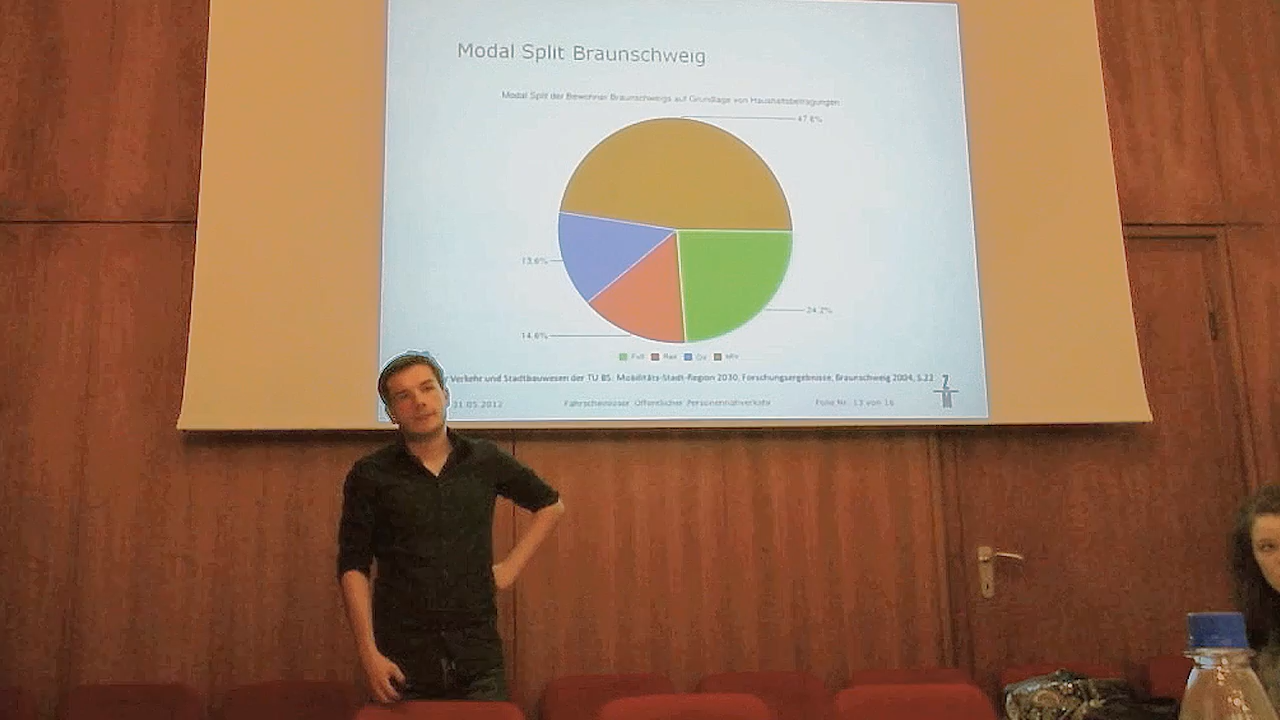 Modal Split Braunschweig
Modal Split der Bewohner Braunschweigs auf Grundlage von Haushaltsbefragungen
47.6%
13.6%
24.2%
14.6%
Fuß Rad ÖV MIV
Verkehr und Stadtbauwesen der TU BS: Mobilitäts-Stadt-Region 2030, Forschungsergebnisse, Braunschweig 2004, S.23
31.05.2012 Fahrscheinloser Öffentlicher Personennahverkehr Folie Nr. 13 von 16